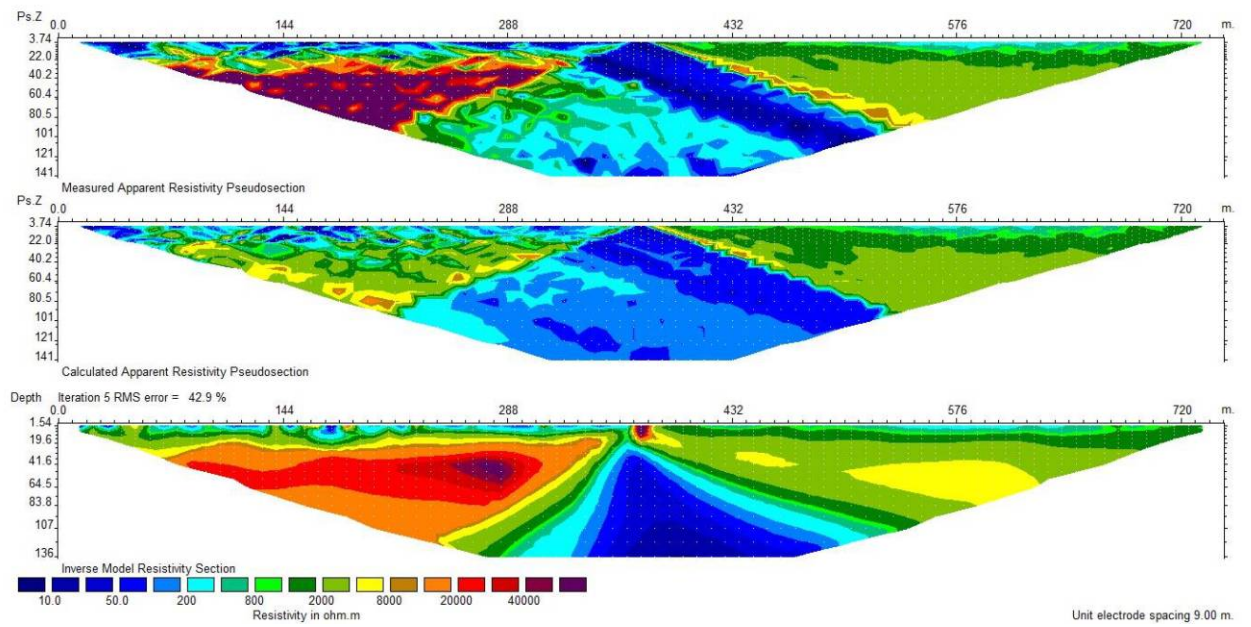 Ps.Z 0.0 144 288 432 576 720 m.
3.74
22.0
40.2
60.4
80.5
101.
121.
141.
Measured Apparent Resistivity Pseudosection
Ps.Z 0.0 144 288 432 576 720 m.
3.74
22.0
40.2
60.4
80.5
101.
121.
141.
Calculated Apparent Resistivity Pseudosection
Depth Iteration 5 RMS error = 42.9 %
0.0 144 288 432 576 720 m.
1.54
19.6
41.6
64.5
83.8
107.
136.
Inverse Model Resistivity Section
10.0 50.0 200 800 2000 8000 20000 40000
Resistivity in ohm.m
Unit electrode spacing 9.00 m.